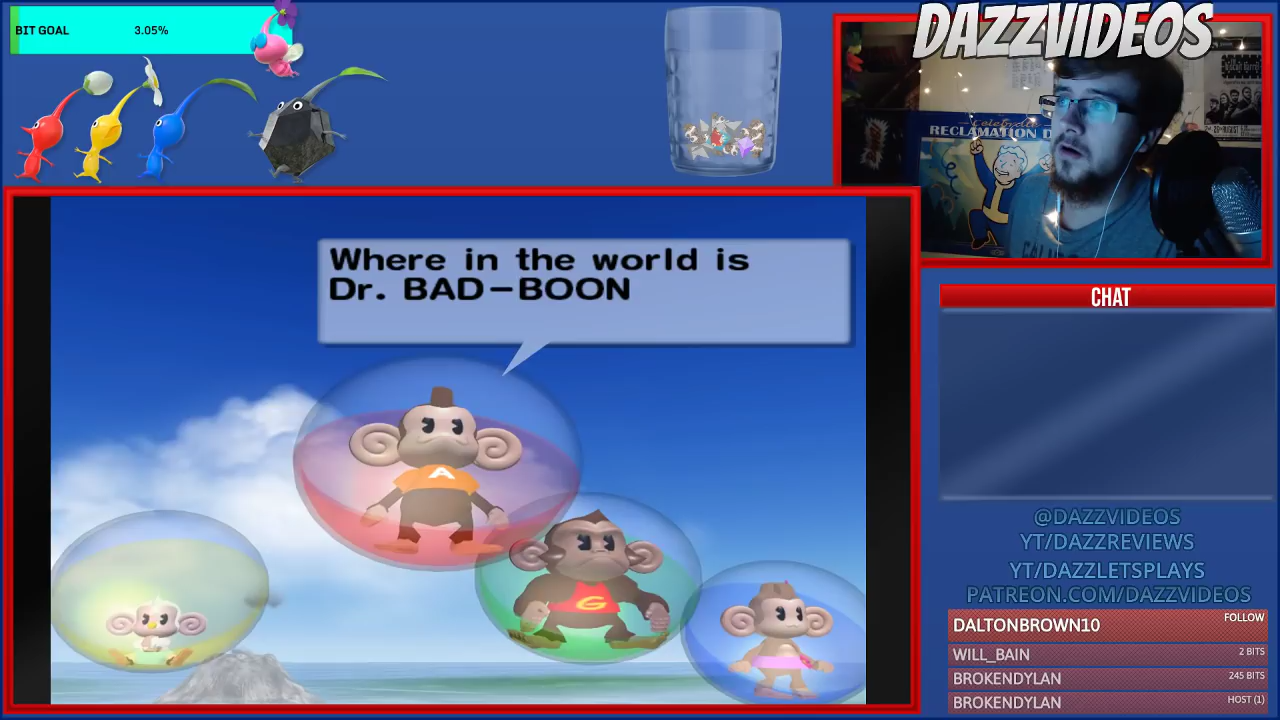 BIT GOAL 3.05%
DAZZVIDEOS
Celebrate
RECLAMATION D
Where in the world is
Dr. BAD-BOON
A
G
CHAT
@DAZZVIDEOS
YT/DAZZREVIEWS
YT/DAZZLETSPLAYS
PATREON.COM/DAZZVIDEOS
DALTONBROWN10 FOLLOW
WILL_BAIN 2 BITS
BROKENDYLAN 245 BITS
BROKENDYLAN HOST (1)